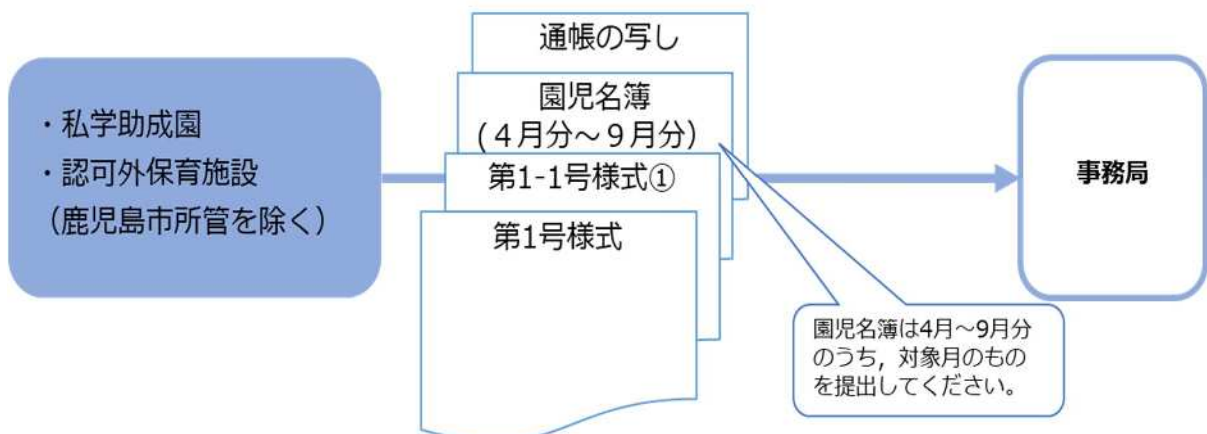 ・私学助成園
・認可外保育施設
（鹿児島市所管を除く）
通帳の写し
園児名簿
(４月分～９月分）
第1-1号様式①
第1号様式
園児名簿は4月～9月分
のうち，対象月のもの
を提出してください。
事務局